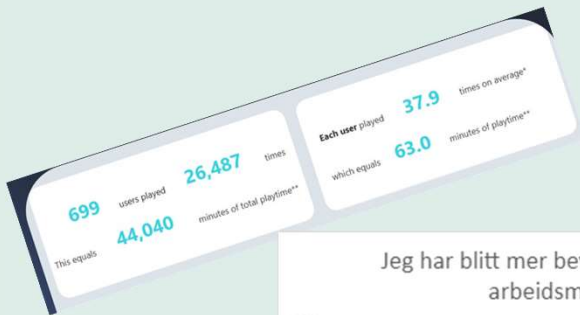 699 users played 26,487 times
This equals 44,040 minutes of total playtime**
Each user played 37.9 times on average*
which equals 63.0 minutes of playtime**
Jeg har blitt mer
arbeidsm